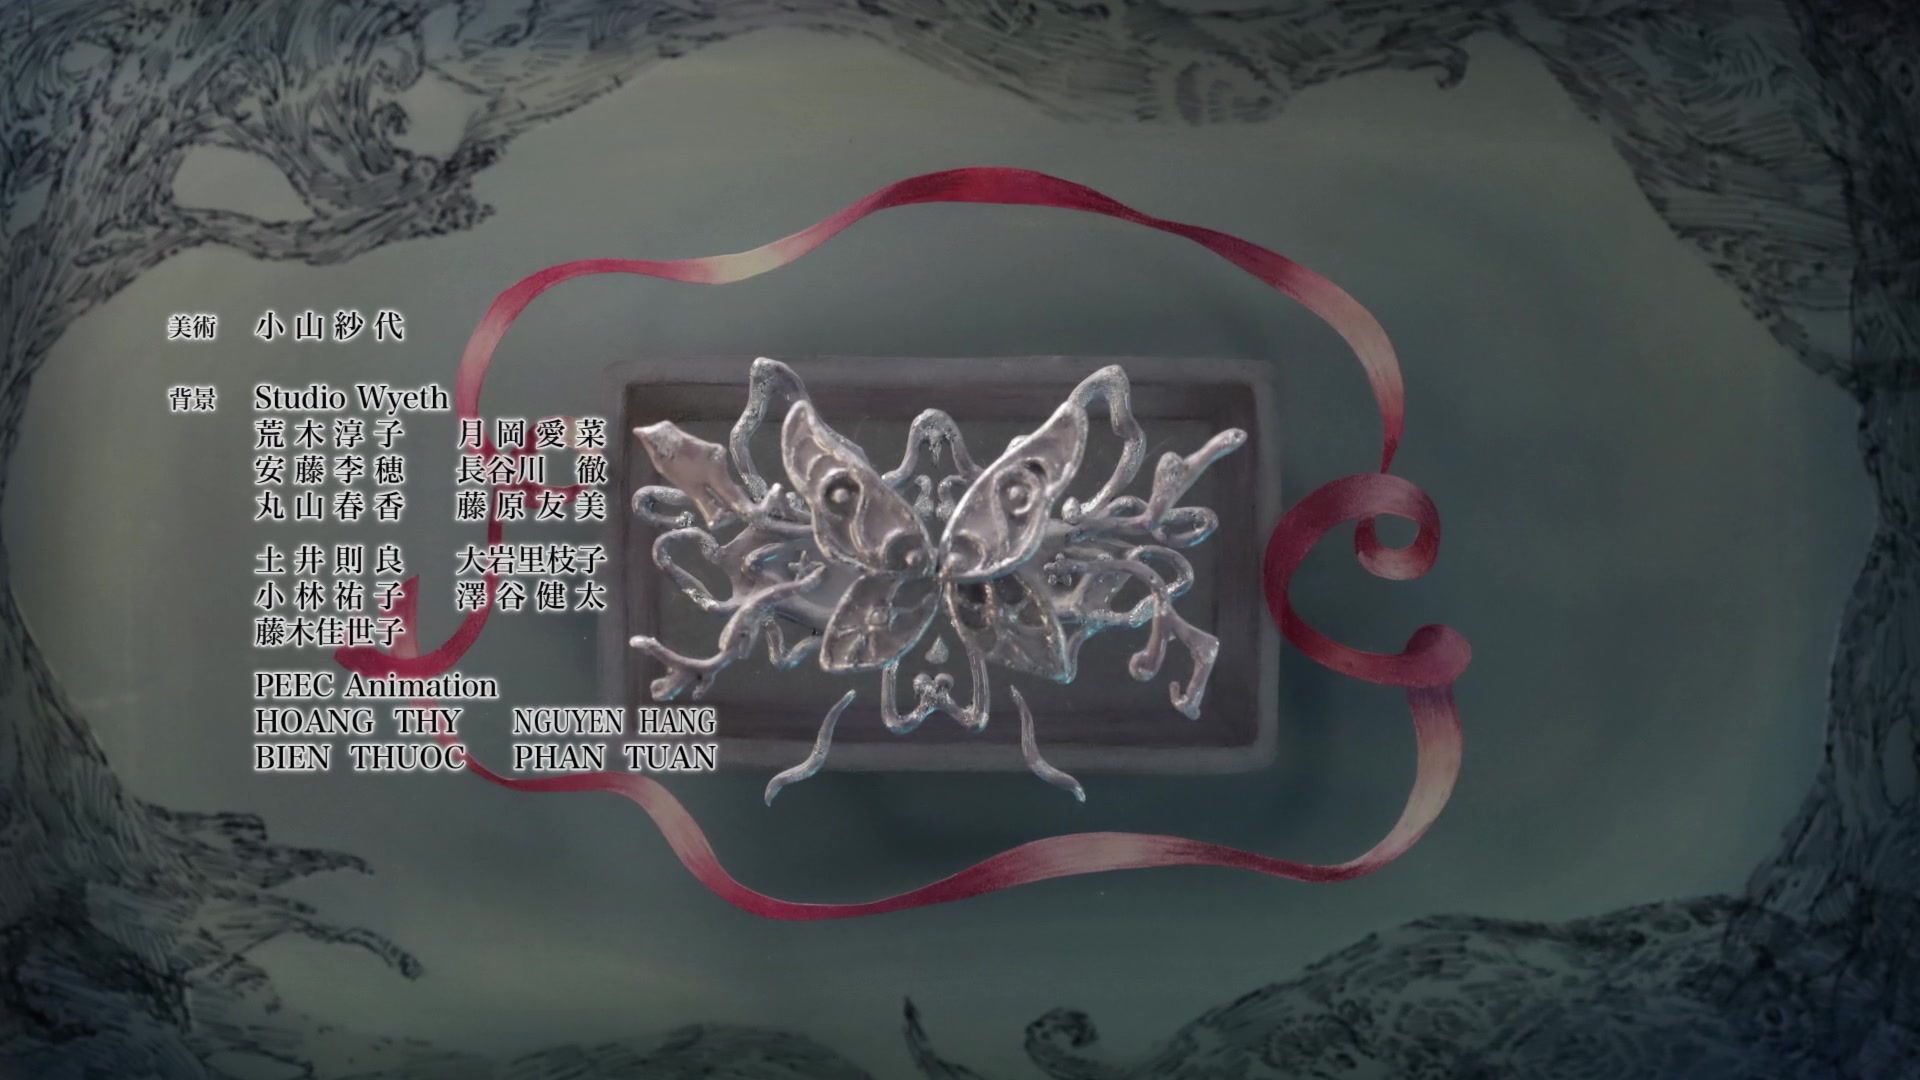 美術 小山紗代
背景 Studio Wyeth
荒木淳子 月岡愛菜
安藤李穂 長谷川 徹
丸山春香 藤原友美
土井則良 大岩里枝子
小林祐子 澤谷健太
藤木佳世子
PEEC Animation
HOANG THY NGUYEN HANG
BIEN THUOC PHAN TUAN